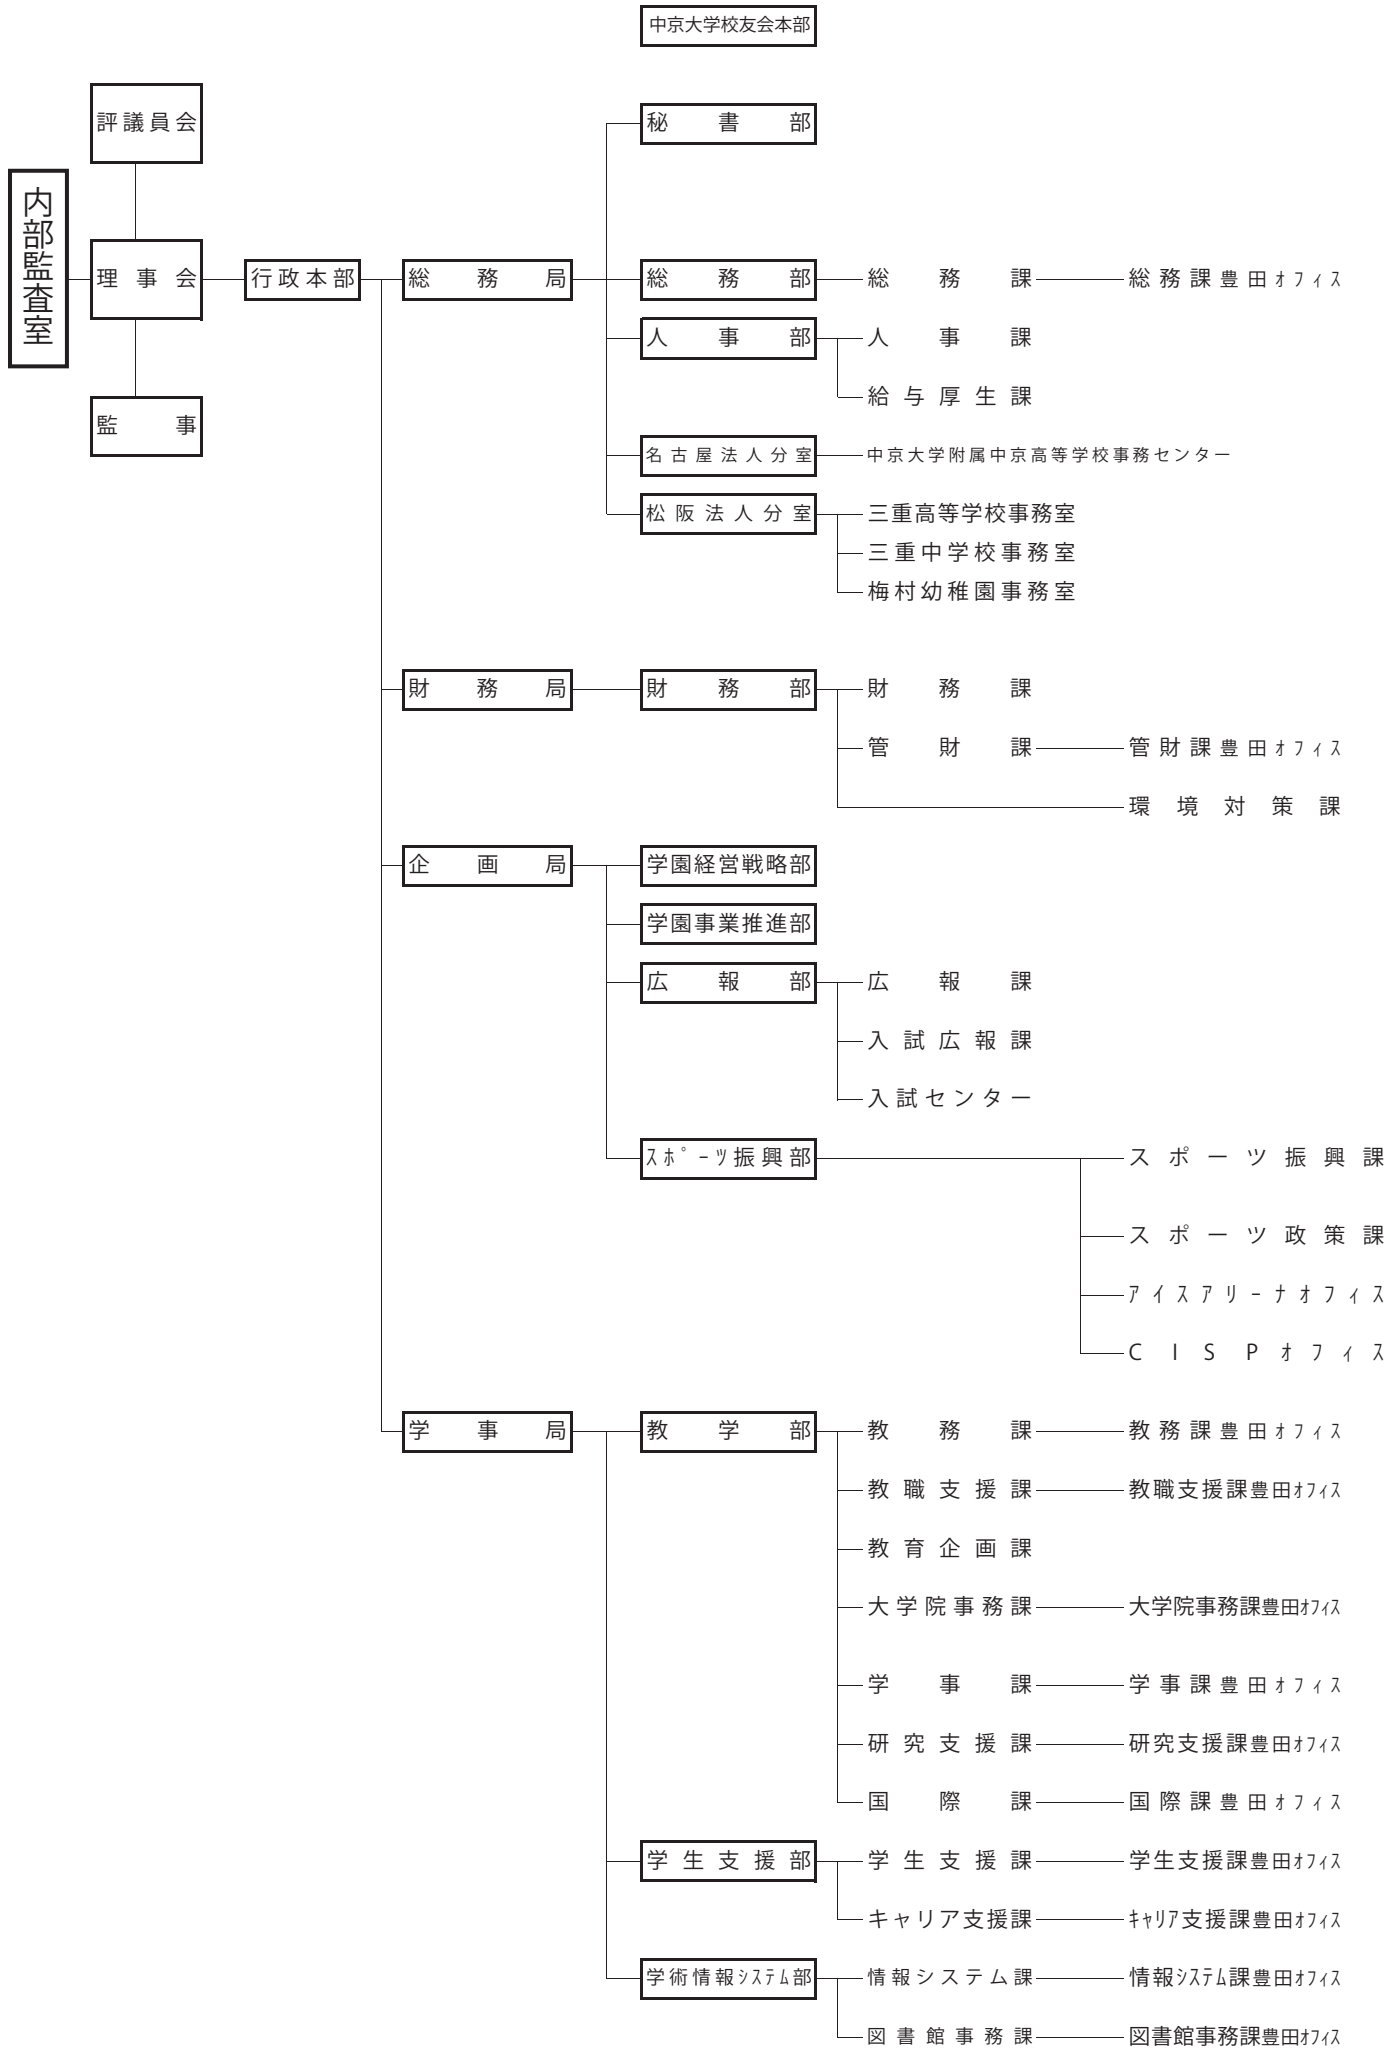 中京大学校友会本部
評議員会
秘書部
内部監査室
理事会
行政本部
総務局
総務部
総務課
総務課豊田ｵﾌｨｽ
人事部
人事課
給与厚生課
監事
名古屋法人分室
中京大学附属中京高等学校事務センター
松阪法人分室
三重高等学校事務室
三重中学校事務室
梅村幼稚園事務室
財務局
財務部
財務課
管財課
管財課豊田ｵﾌｨｽ
環境対策課
企画局
学園経営戦略部
学園事業推進部
広報部
広報課
入試広報課
入試センター
ｽﾎﾟｰﾂ振興部
スポーツ振興課
スポーツ政策課
ｱｲｽｱﾘｰﾅｵﾌｨｽ
CISPｵﾌｨｽ
学事局
教学部
教務課
教務課豊田ｵﾌｨｽ
教職支援課
教職支援課豊田ｵﾌｨｽ
教育企画課
大学院事務課
大学院事務課豊田ｵﾌｨｽ
学事課
学事課豊田ｵﾌｨｽ
研究支援課
研究支援課豊田ｵﾌｨｽ
国際課
国際課豊田ｵﾌｨｽ
学生支援部
学生支援課
学生支援課豊田ｵﾌｨｽ
キャリア支援課
ｷｬﾘｱ支援課豊田ｵﾌｨｽ
学術情報ｼｽﾃﾑ部
情報システム課
情報ｼｽﾃﾑ課豊田ｵﾌｨｽ
図書館事務課
図書館事務課豊田ｵﾌｨｽ